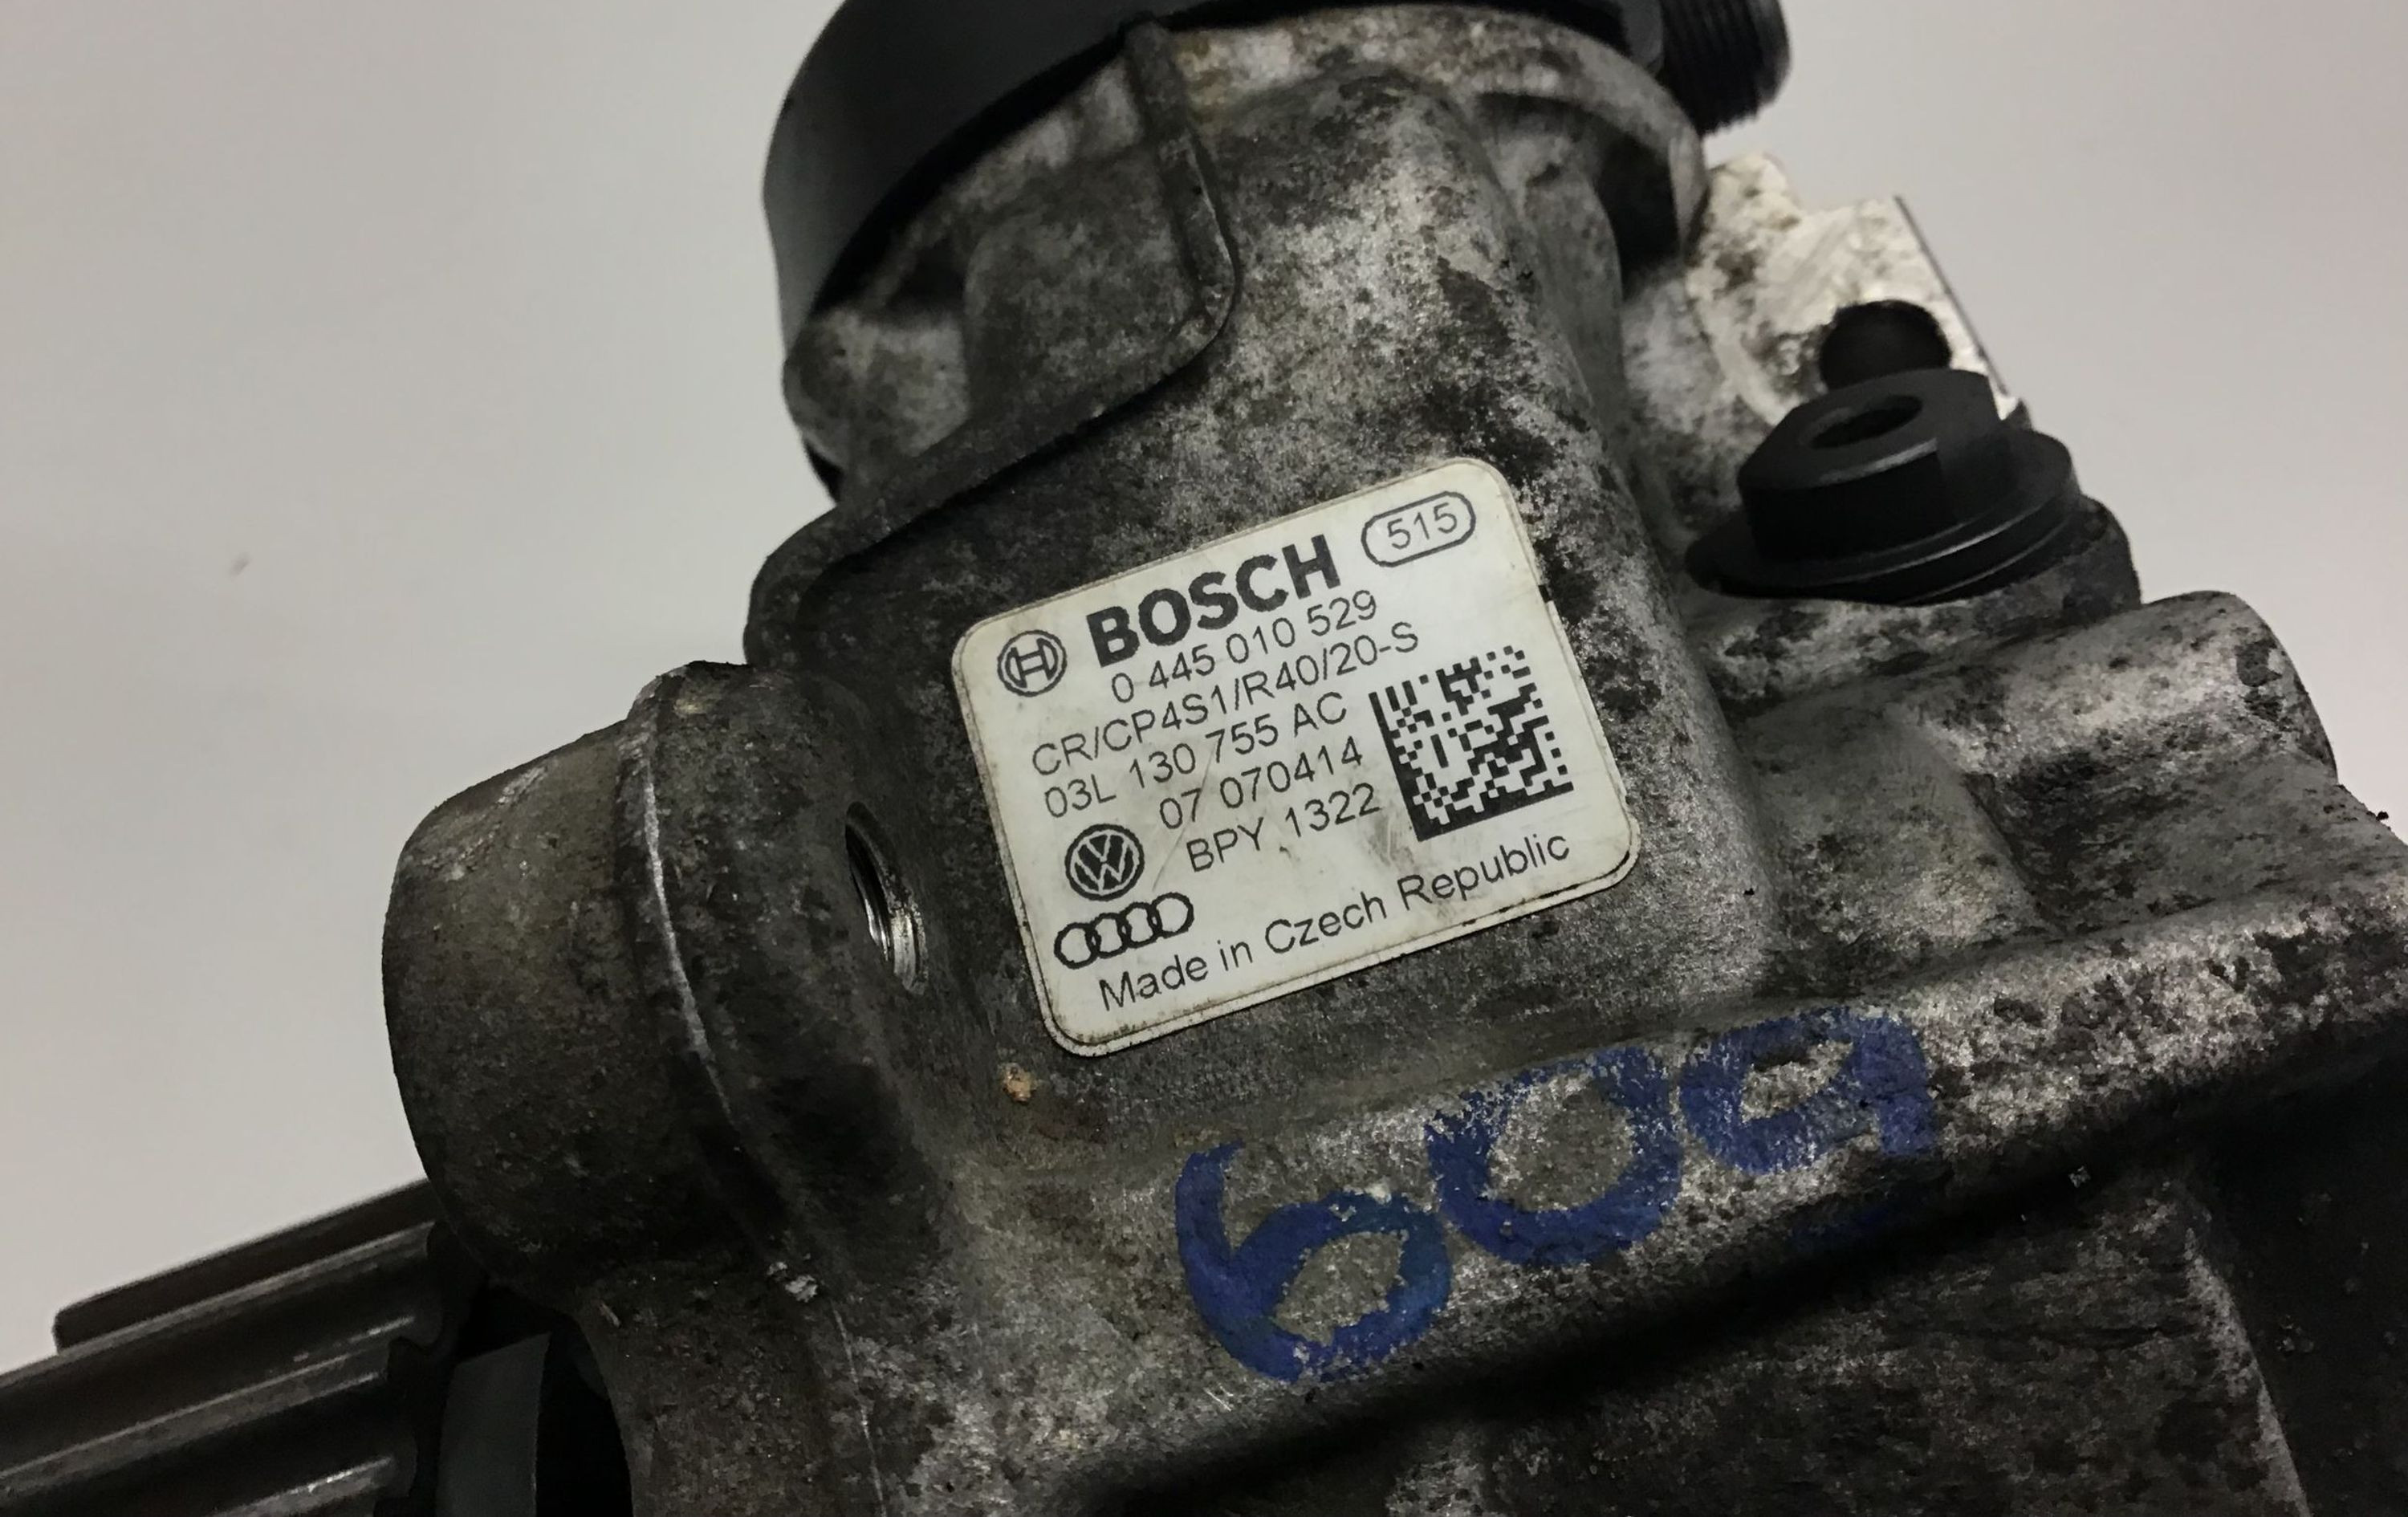 BOSCH 515
0 445 010 529
CR/CP4S1/R40/20-S
03L 130 755 AC
07 070414
BPY 1322
Made in Czech Republic
609